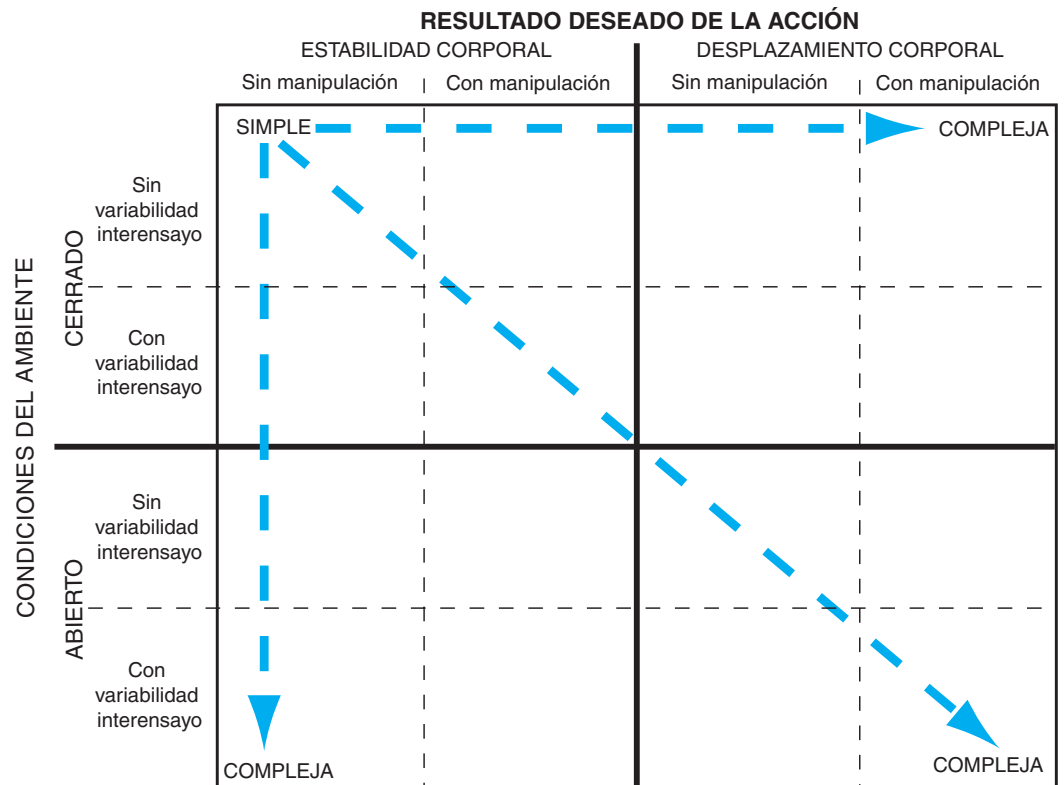 RESULTADO DESEADO DE LA ACCIÓN
ESTABILIDAD CORPORAL
DESPLAZAMIENTO CORPORAL
Sin manipulación
Con manipulación
Sin manipulación
Con manipulación
SIMPLE
COMPLEJA
CONDICIONES DEL AMBIENTE
CERRADO
Sin
variabilidad
interensayo
Con
variabilidad
interensayo
ABIERTO
Sin
variabilidad
interensayo
Con
variabilidad
interensayo
COMPLEJA
COMPLEJA